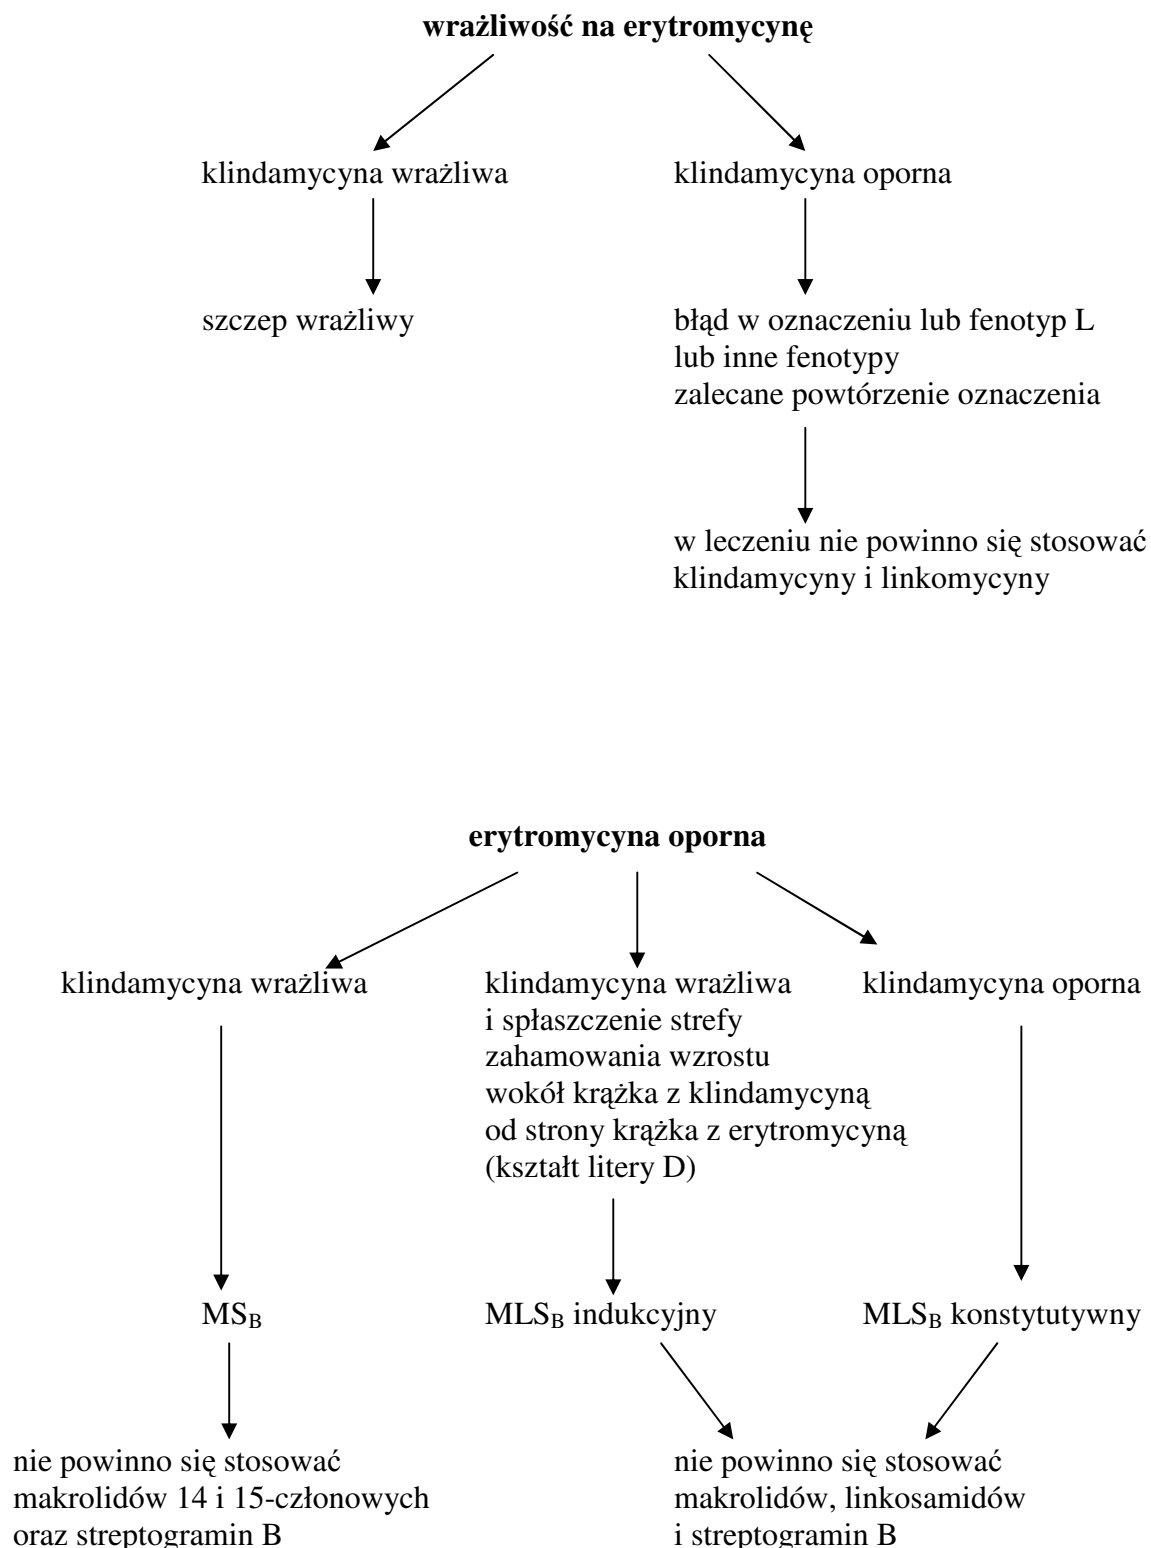 wrażliwość na erytromycynę
klindamycyna wrażliwa
klindamycyna oporna
szczep wrażliwy
błąd w oznaczeniu lub fenotyp L
lub inne fenotypy
zalecane powtórzenie oznaczenia
w leczeniu nie powinno się stosować
klindamycyny i linkomycyny
erytromycyna oporna
klindamycyna wrażliwa
klindamycyna wrażliwa
i spłaszczenie strefy
zahamowania wzrostu
wokół krążka z klindamycyną
od strony krążka z erytromycyną
(kształt litery D)
klindamycyna oporna
MSB
MLSB indukcyjny
MLSB konstytutywny
nie powinno się stosować
makrolidów 14 i 15-członowych
oraz streptogramin B
nie powinno się stosować
makrolidów, linkosamidów
i streptogramin B